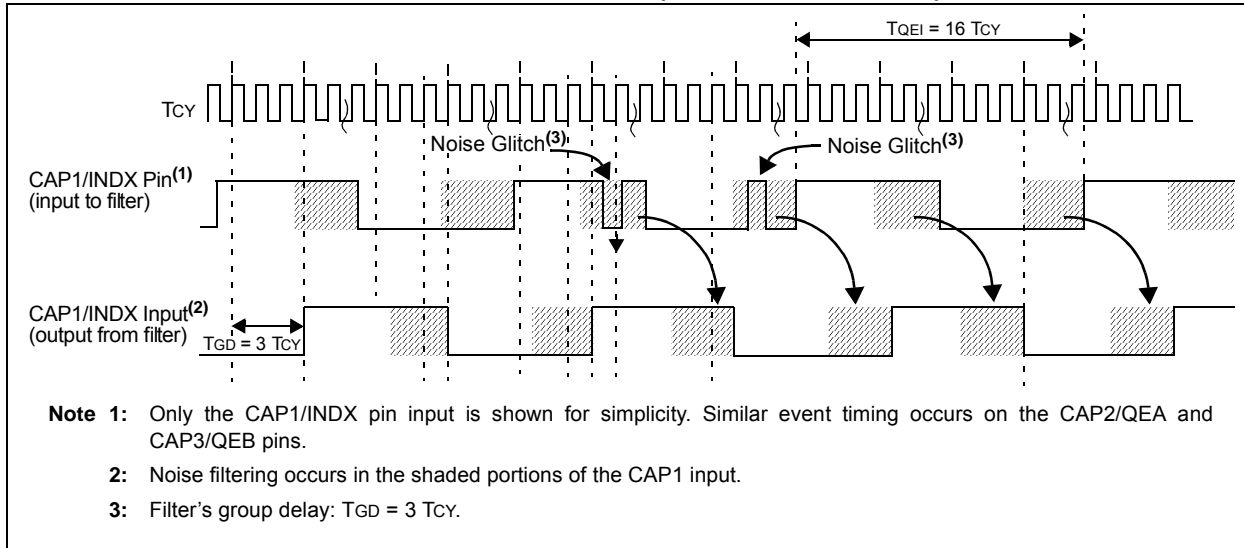 TQEI = 16 TCY
TCY
Noise Glitch(3)
Noise Glitch(3)
CAP1/INDX Pin(1)
(input to filter)
CAP1/INDX Input(2)
(output from filter)
TGD = 3 TCY
Note 1: Only the CAP1/INDX pin input is shown for simplicity. Similar event timing occurs on the CAP2/QEA and
CAP3/QEB pins.
2: Noise filtering occurs in the shaded portions of the CAP1 input.
3: Filter's group delay: TGD = 3 TCY.